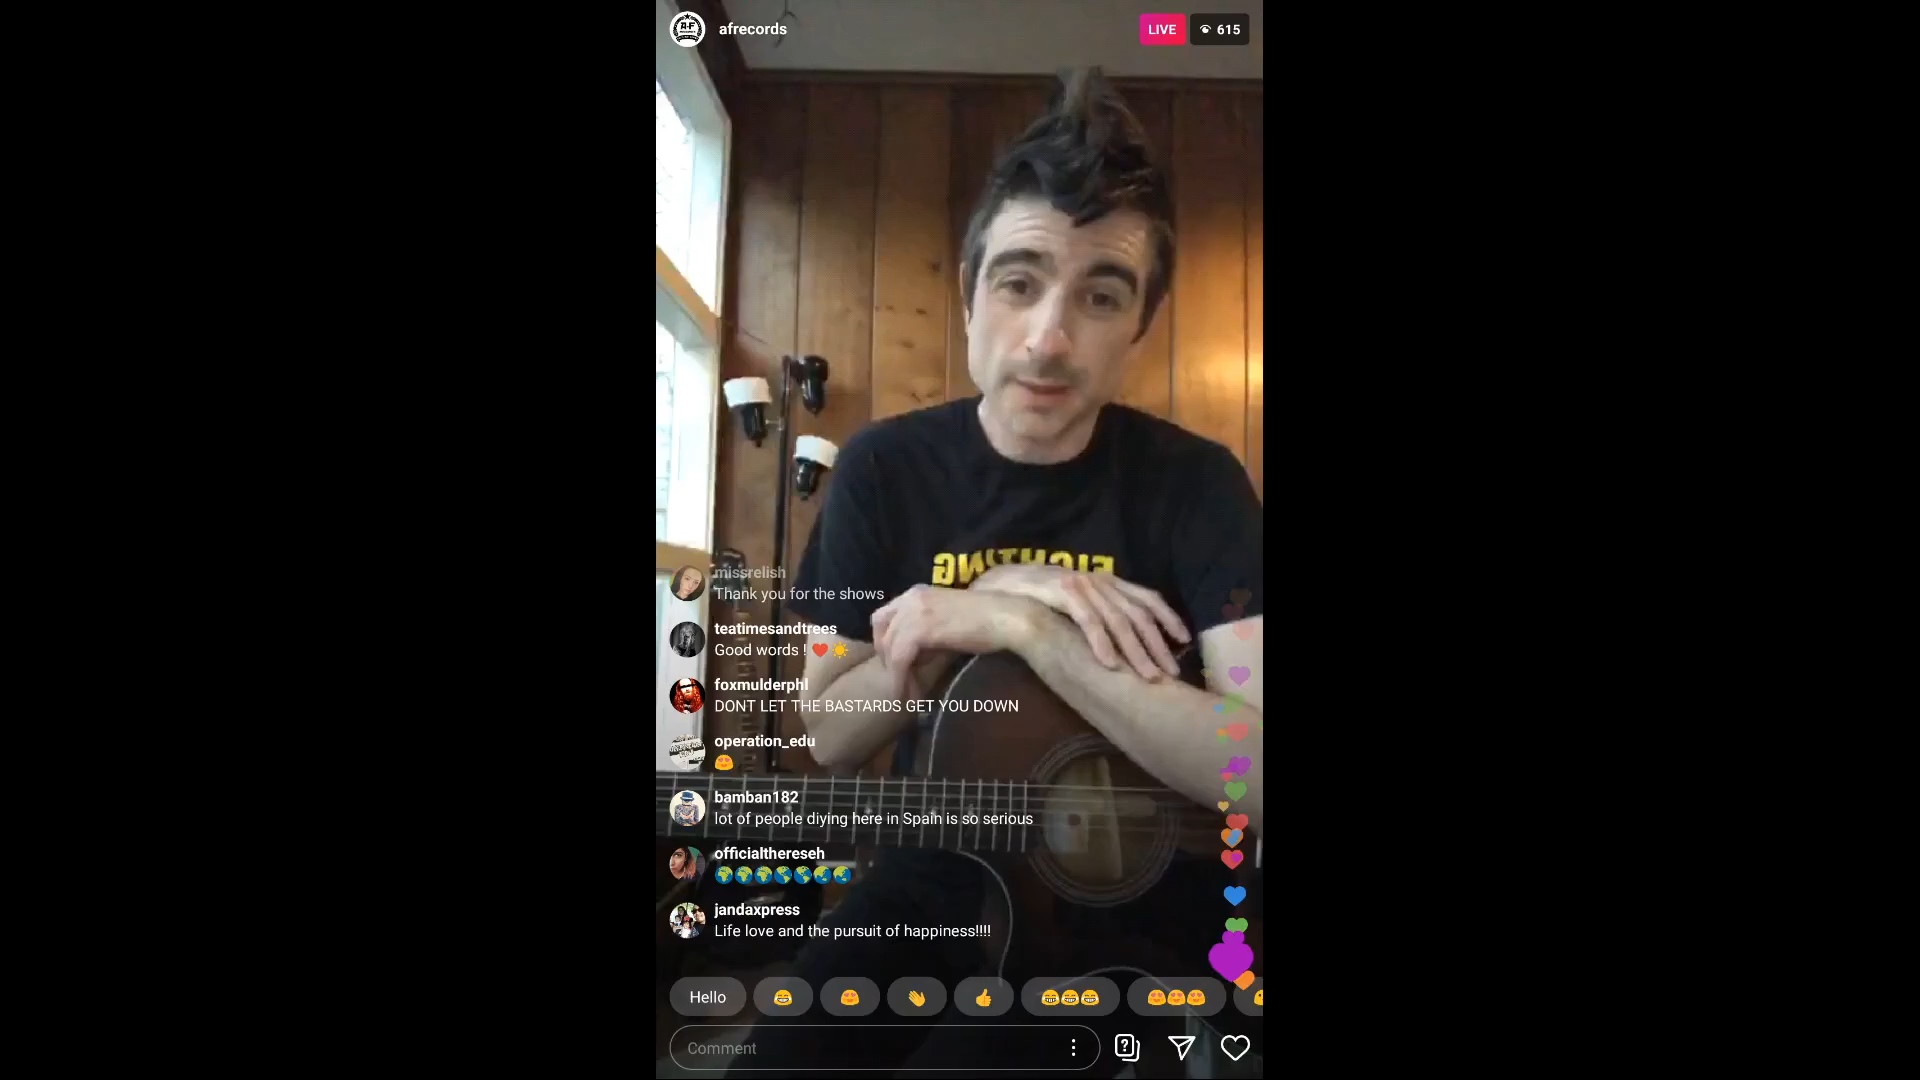 afrecords
LIVE
615
A-F
FIGHTING
missrelish
Thank you for the shows
teatimesandtrees
Good words !
foxmulderphl
DONT LET THE BASTARDS GET YOU DOWN
operation_edu
bamban182
lot of people diying here in Spain is so serious
officialthereseh
jandaxpress
Life love and the pursuit of happiness!!!!
Hello
Comment